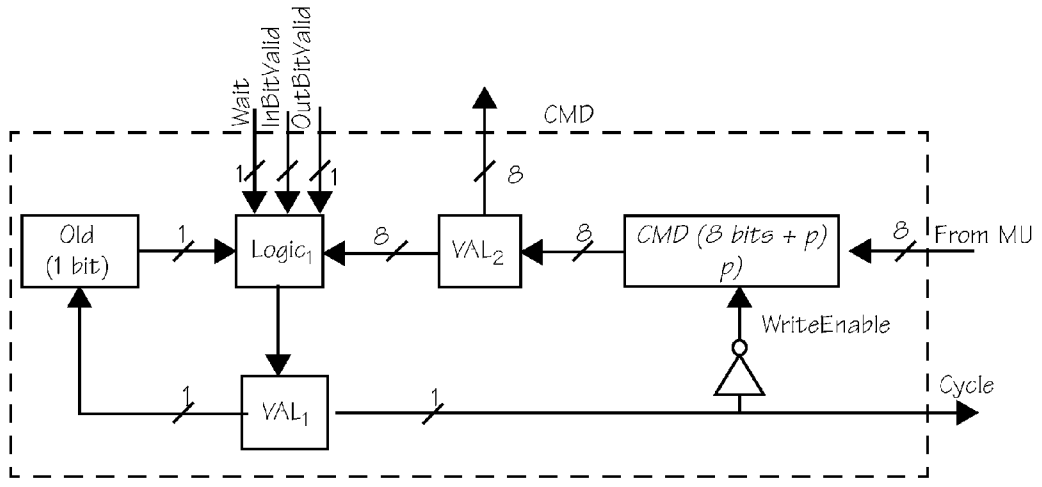 Wait
InBitValid
OutBitValid
CMD
1
1
8
Old
(1 bit)
1
Logic1
8
VAL2
8
CMD (8 bits + p)
p)
8
From MU
WriteEnable
1
VAL1
1
Cycle